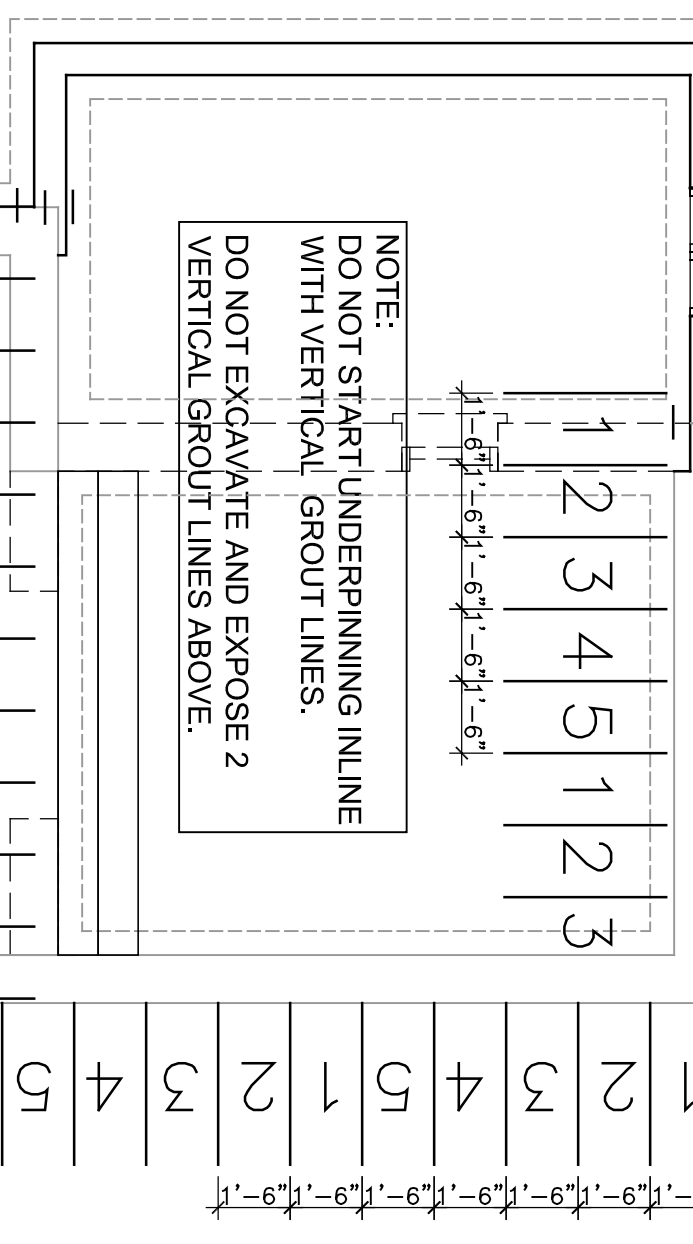 NOTE:
DO NOT START UNDERPINNING INLINE
WITH VERTICAL GROUT LINES.
DO NOT EXCAVATE AND EXPOSE 2
VERTICAL GROUT LINES ABOVE.
1'-6"
1'-6"
1'-6"
1'-6"
1'-6"
1
2
3
4
5
1
2
3
5 4 3 2 1 5 4 3 2 1
1'-6" 1'-6" 1'-6" 1'-6" 1'-6" 1'-6" 1'-